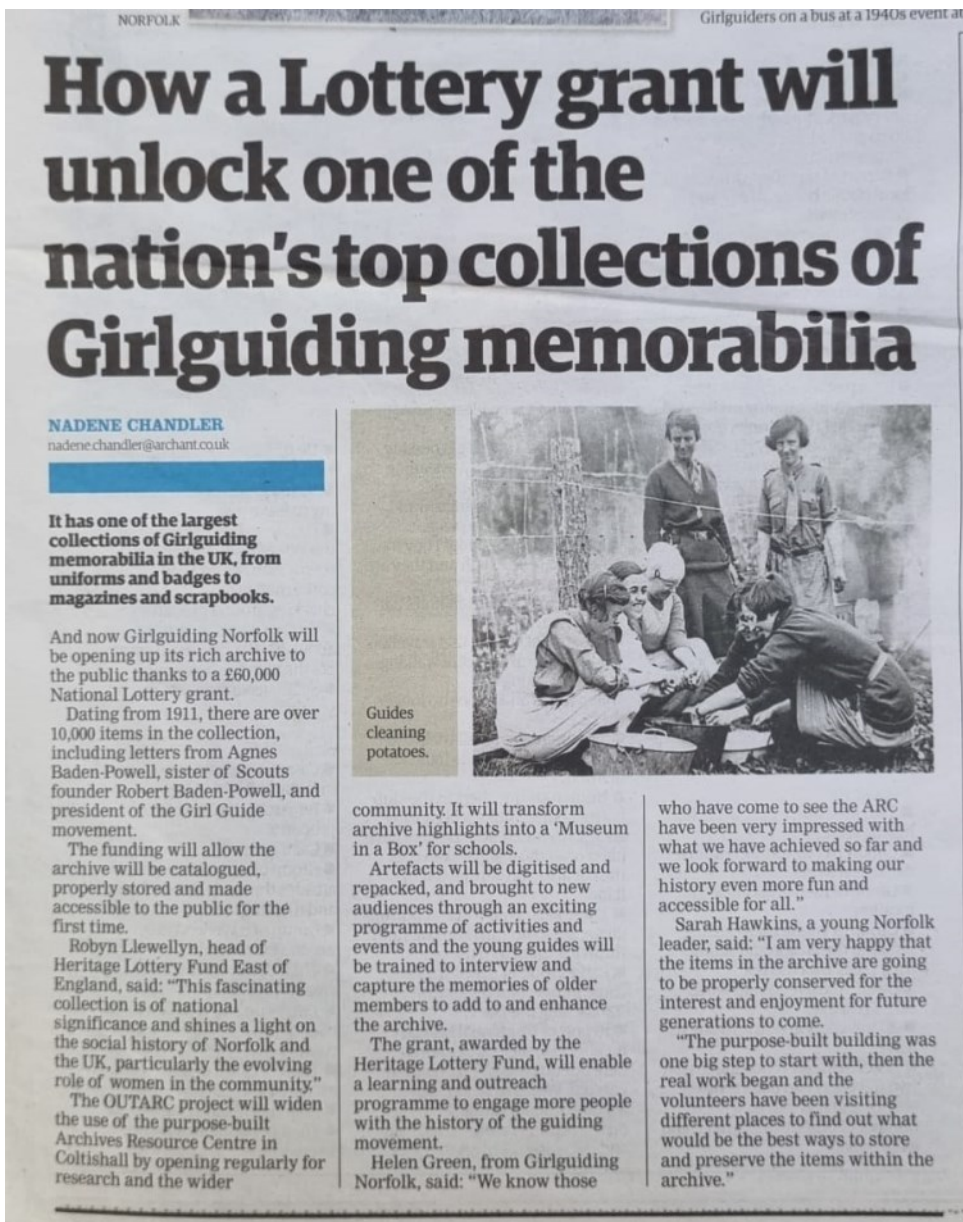 NORFOLK
Girlguiders on a bus at a 1940s event at
How a Lottery grant will
unlock one of the
nation's top collections of
Girlguiding memorabilia
NADENE CHANDLER
nadene.chandler@archant.co.uk
It has one of the largest
collections of Girlguiding
memorabilia in the UK, from
uniforms and badges to
magazines and scrapbooks.
And now Girlguiding Norfolk will
be opening up its rich archive to
the public thanks to a £60,000
National Lottery grant.
Dating from 1911, there are over
10,000 items in the collection,
including letters from Agnes
Baden-Powell, sister of Scouts
founder Robert Baden-Powell, and
president of the Girl Guide
movement.
The funding will allow the
archive will be catalogued,
properly stored and made
accessible to the public for the
first time.
Robyn Llewellyn, head of
Heritage Lottery Fund East of
England, said: "This fascinating
collection is of national
significance and shines a light on
the social history of Norfolk and
the UK, particularly the evolving
role of women in the community."
The OUTARC project will widen
the use of the purpose-built
Archives Resource Centre in
Coltishall by opening regularly for
research and the wider
Guides
cleaning
potatoes.
community. It will transform
archive highlights into a 'Museum
in a Box' for schools.
Artefacts will be digitised and
repacked, and brought to new
audiences through an exciting
programme of activities and
events and the young guides will
be trained to interview and
capture the memories of older
members to add to and enhance
the archive.
The grant, awarded by the
Heritage Lottery Fund, will enable
a learning and outreach
programme to engage more people
with the history of the guiding
movement.
Helen Green, from Girlguiding
Norfolk, said: "We know those
who have come to see the ARC
have been very impressed with
what we have achieved so far and
we look forward to making our
history even more fun and
accessible for all."
Sarah Hawkins, a young Norfolk
leader, said: "I am very happy that
the items in the archive are going
to be properly conserved for the
interest and enjoyment for future
generations to come.
"The purpose-built building was
one big step to start with, then the
real work began and the
volunteers have been visiting
different places to find out what
would be the best ways to store
and preserve the items within the
archive."